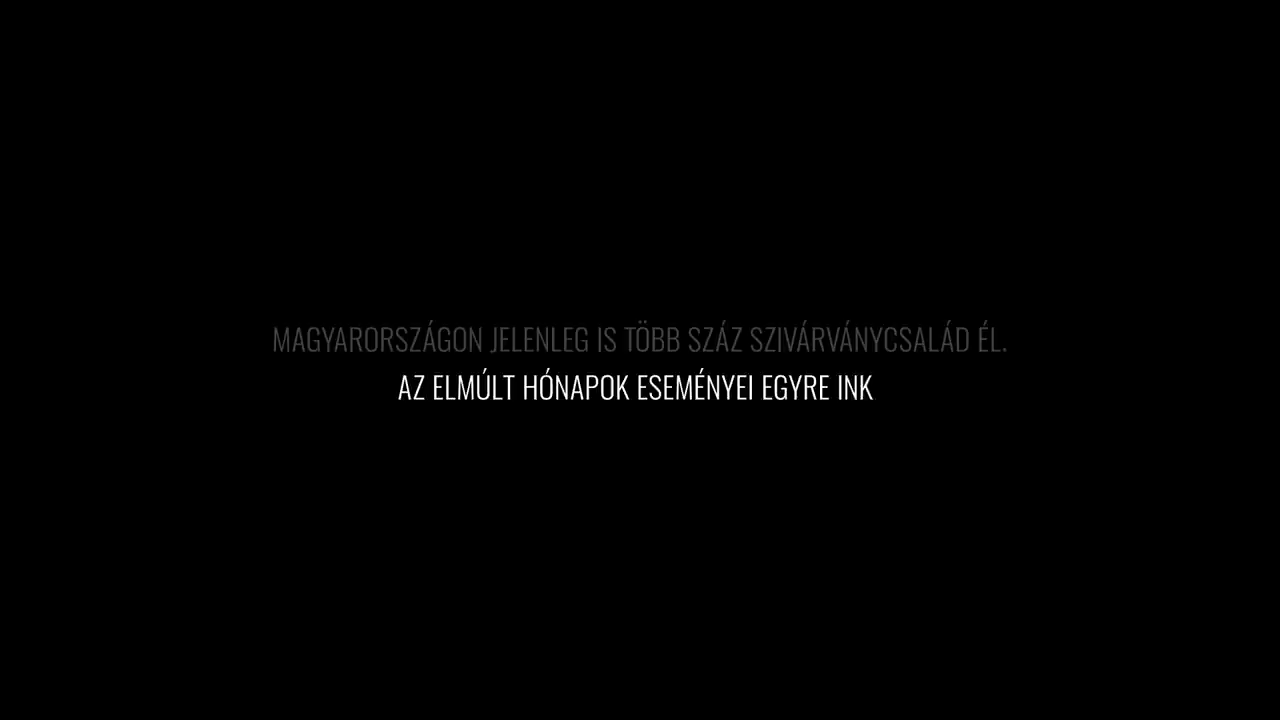 MAGYARORSZÁGON JELENLEG IS TÖBB SZÁZ SZIVÁRVÁNYCSALÁD ÉL.
AZ ELMÚLT HÓNAPOK ESEMÉNYEI EGYRE INK